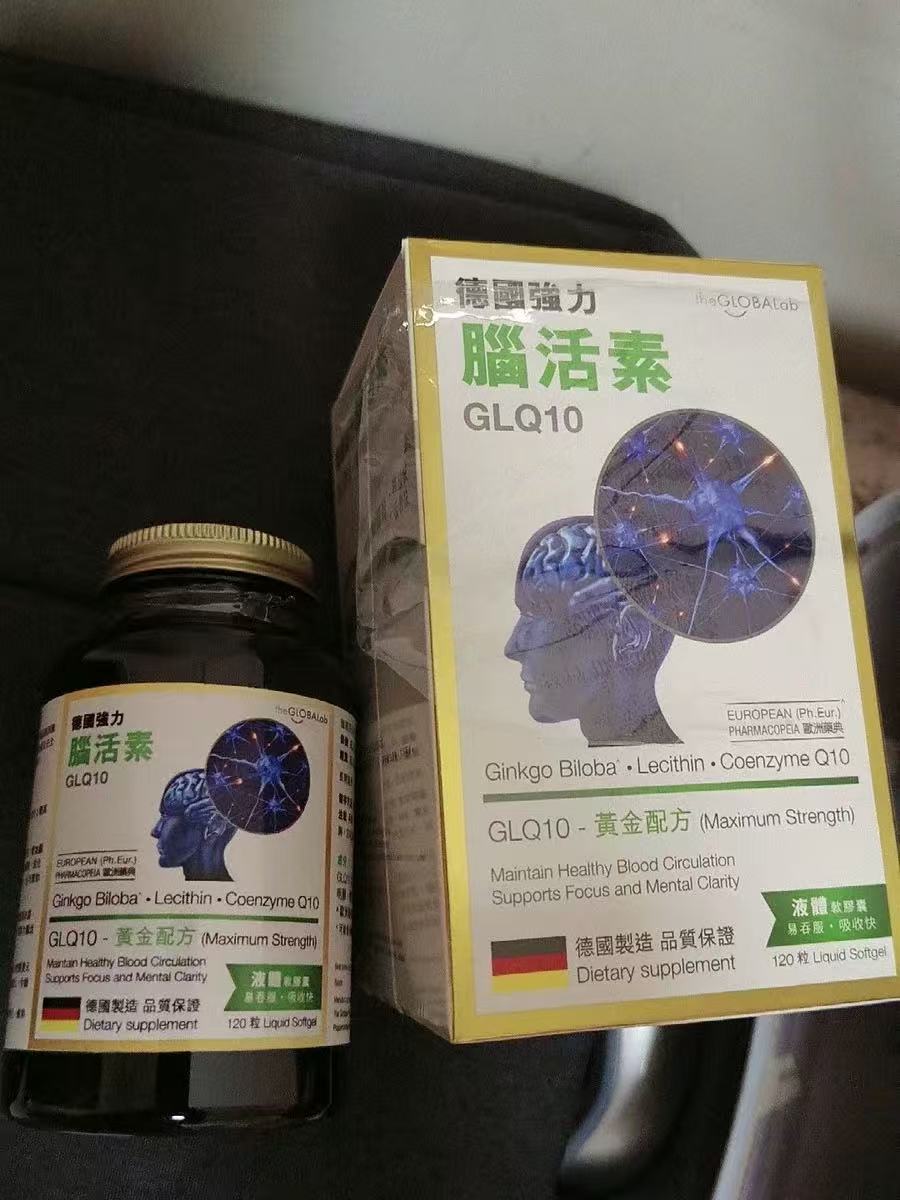 德國強力
theGLOBALab
腦活素
GLQ10
EUROPEAN (Ph.Eur.)
PHARMACOPEIA 歐洲藥典
Ginkgo Biloba* • Lecithin • Coenzyme Q10
GLQ10 - 黃金配方 (Maximum Strength)
Maintain Healthy Blood Circulation
Supports Focus and Mental Clarity
液體 軟膠囊
易吞服・吸收快
德國製造 品質保證
Dietary supplement
120 粒 Liquid Softgel
德國強力
theGLOBALab
腦活素
GLQ10
EUROPEAN (Ph.Eur.)
PHARMACOPEIA 歐洲藥典
Ginkgo Biloba* • Lecithin • Coenzyme Q10
GLQ10 - 黃金配方 (Maximum Strength)
Maintain Healthy Blood Circulation
Supports Focus and Mental Clarity
液體 軟膠囊
易吞服・吸收快
德國製造 品質保證
Dietary supplement
120 粒 Liquid Softgel